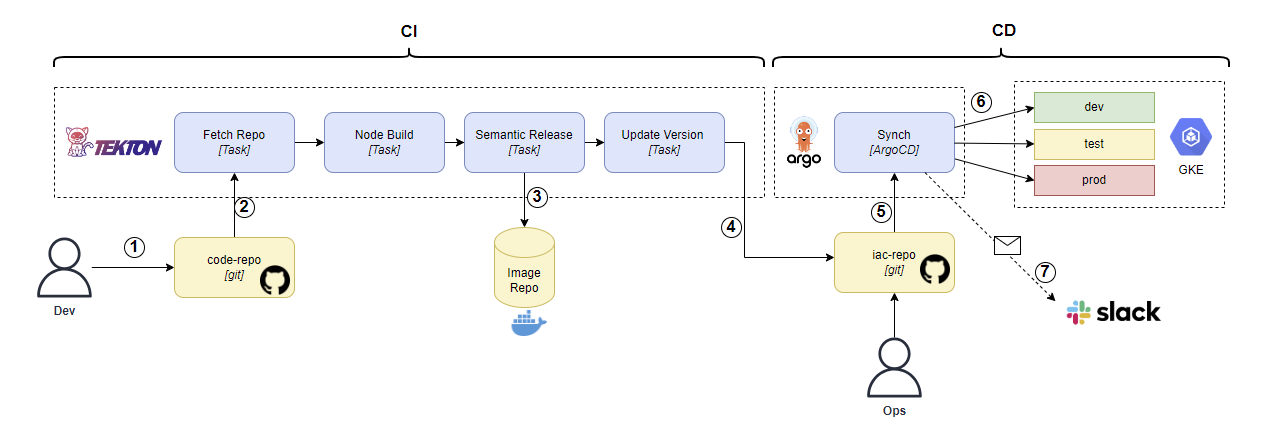 CI
CD
TEKTON
Fetch Repo
[Task]
Node Build
[Task]
Semantic Release
[Task]
Update Version
[Task]
argo
Synch
[ArgoCD]
6
dev
test
prod
GKE
1
2
3
4
5
7
Dev
code-repo
[git]
Image
Repo
iac-repo
[git]
slack
Ops